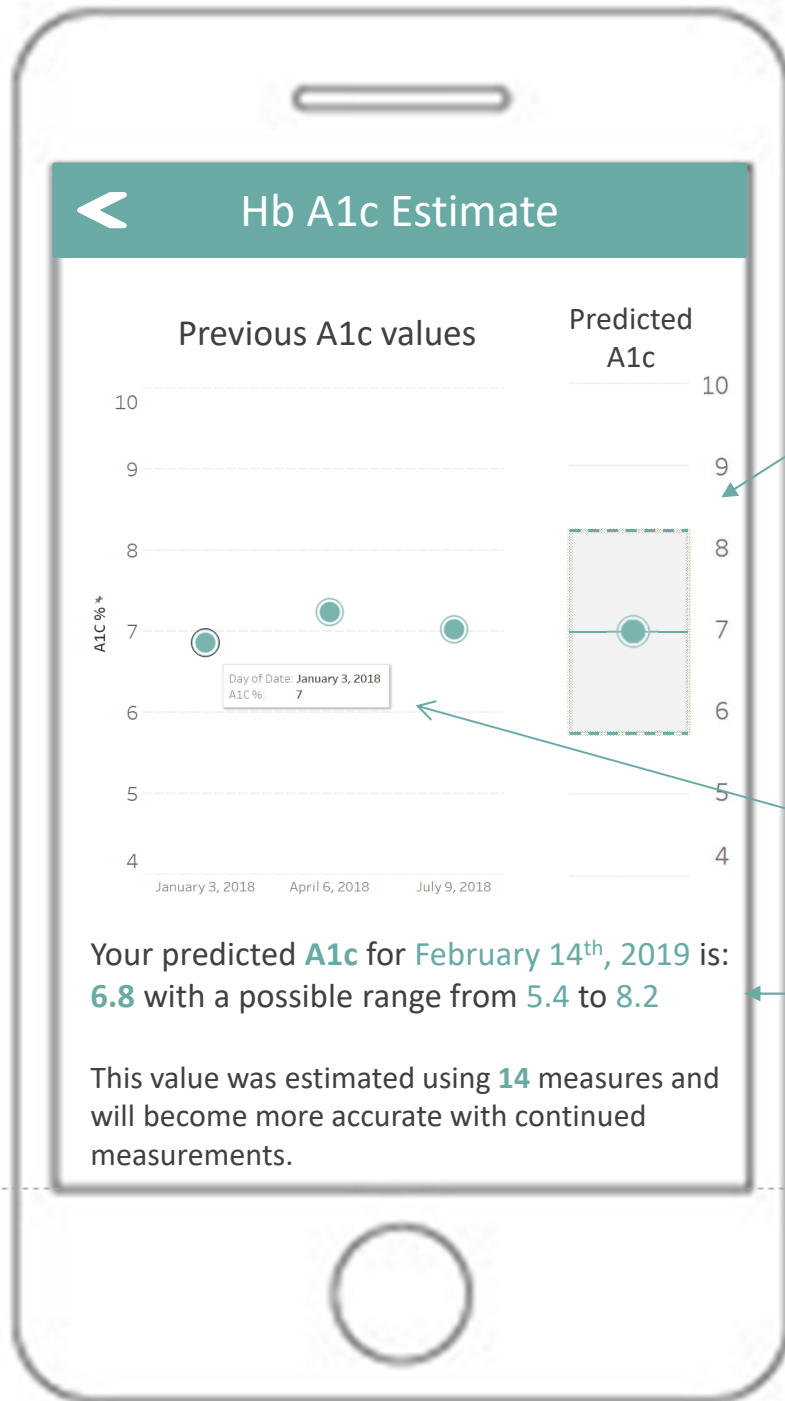 Hb A1c Estimate
Previous A1c values
Predicted
A1c
10
9
8
7
6
5
4
A1C %
Day of Date: January 3, 2018
A1C %: 7
January 3, 2018 April 6, 2018 July 9, 2018
10
9
8
7
6
5
4
Your predicted A1c for February 14th, 2019 is:
6.8 with a possible range from 5.4 to 8.2
This value was estimated using 14 measures and
will become more accurate with continued
measurements.